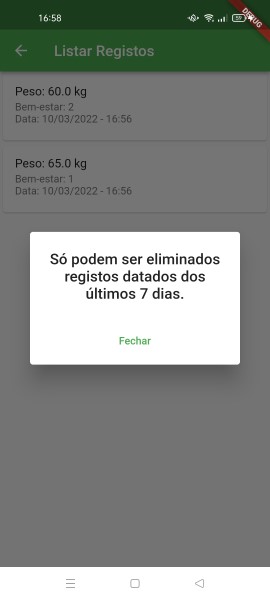 16:58
DEBUG
Listar Registos
Peso: 60.0 kg
Bem-estar: 2
Data: 10/03/2022 - 16:56
Peso: 65.0 kg
Bem-estar: 1
Data: 10/03/2022 - 16:56
Só podem ser eliminados
registos datados dos
últimos 7 dias.
Fechar